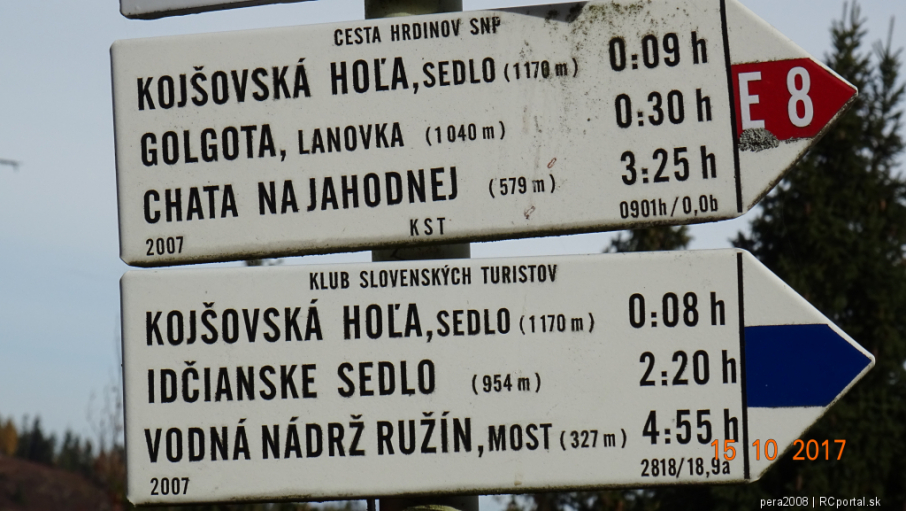 CESTA HRDINOV SNP
KOJŠOVSKÁ HOĽA, SEDLO (1170 m) 0:09 h
GOLGOTA, LANOVKA (1040 m) 0:30 h
CHATA NA JAHODNEJ (579 m) 3:25 h
E 8
2007 KST 0901h/0,0b
KLUB SLOVENSKÝCH TURISTOV
KOJŠOVSKÁ HOĽA, SEDLO (1170 m) 0:08 h
IDČIANSKE SEDLO (954 m) 2:20 h
VODNÁ NÁDRŽ RUŽÍN, MOST (327 m) 4:55 h
15 10 2017
2007 2818/18,9a
pera2008 | RCportal.sk